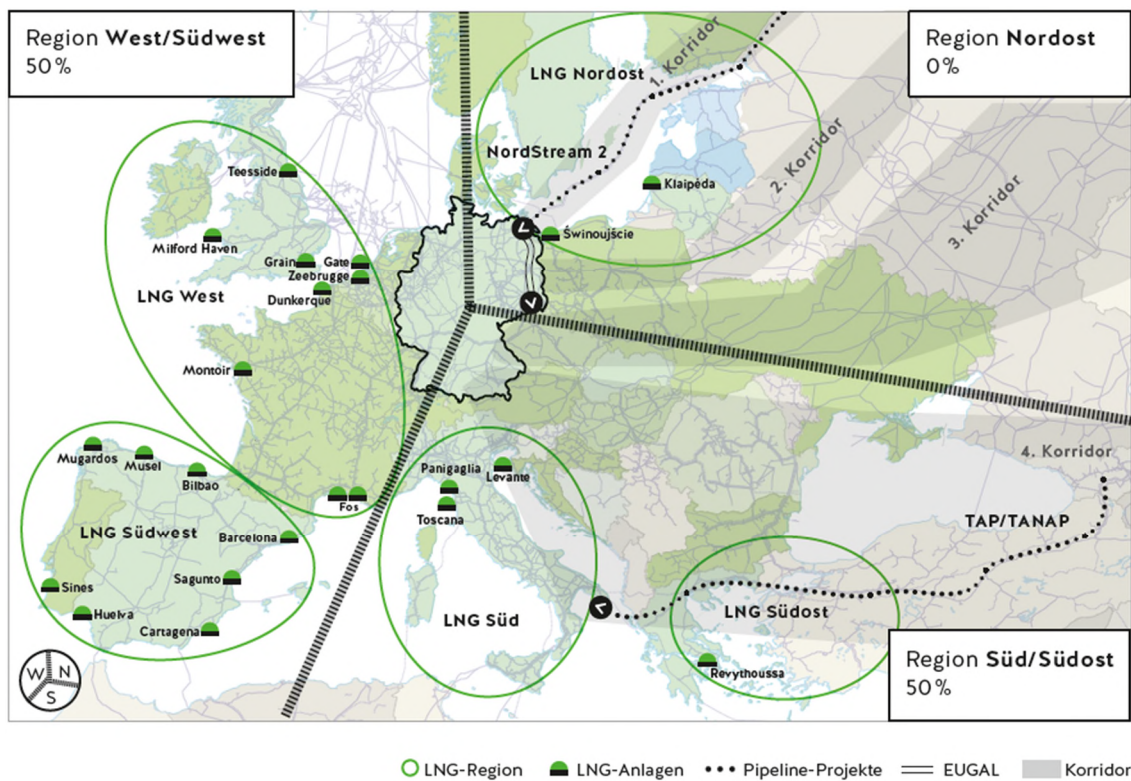 Region West/Südwest
50 %
Region Nordost
0 %
LNG Nordost
1. Korridor
NordStream 2
2. Korridor
3. Korridor
Klaipėda
Świnoujście
Teesside
Milford Haven
Grain
Gate
Zeebrugge
Dunkerque
LNG West
Montoir
Mugardos
Musel
Bilbao
Fos
LNG Südwest
Barcelona
Sagunto
Sines
Huelva
Cartagena
Panigaglia
Levante
Toscana
LNG Süd
4. Korridor
TAP/TANAP
LNG Südost
Revythoussa
Region Süd/Südost
50 %
W N
S
LNG-Region LNG-Anlagen Pipeline-Projekte EUGAL Korridor